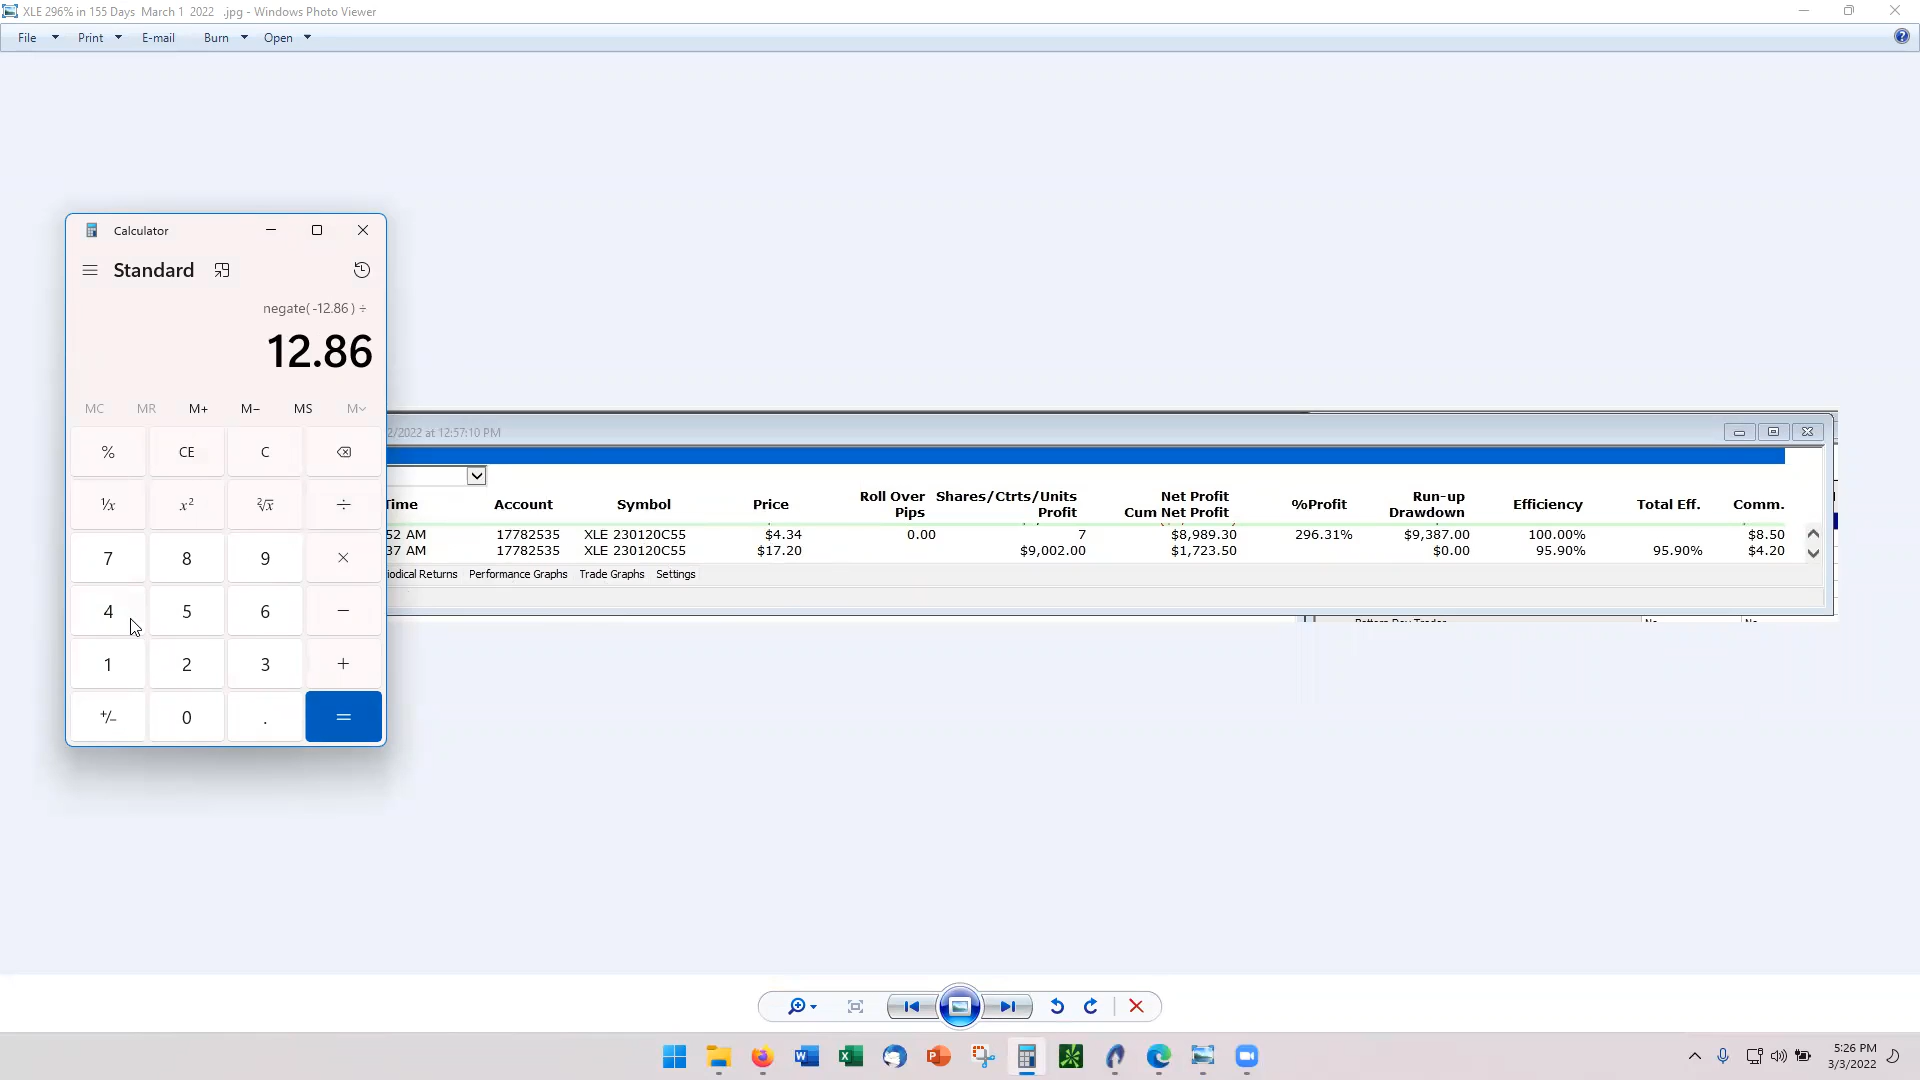 XLE 296% in 155 Days March 1 2022 .jpg - Windows Photo Viewer
File Print E-mail Burn Open
Calculator
Standard
negate( -12.86 ) ÷
12.86
MC MR M+ M− MS M
% CE C
¹/x x² ²√x ÷
7 8 9 ×
4 5 6 −
1 2 3 +
+/− 0 . =
2/2022 at 12:57:10 PM
Time Account Symbol Price Roll Over Pips Shares/Ctrts/Units Profit Net Profit Cum Net Profit %Profit Run-up Drawdown Efficiency Total Eff. Comm.
52 AM 17782535 XLE 230120C55 $4.34 0.00 7 $8,989.30 296.31% $9,387.00 100.00% $8.50
37 AM 17782535 XLE 230120C55 $17.20 $9,002.00 $1,723.50 $0.00 95.90% 95.90% $4.20
iodical Returns Performance Graphs Trade Graphs Settings
5:26 PM
3/3/2022